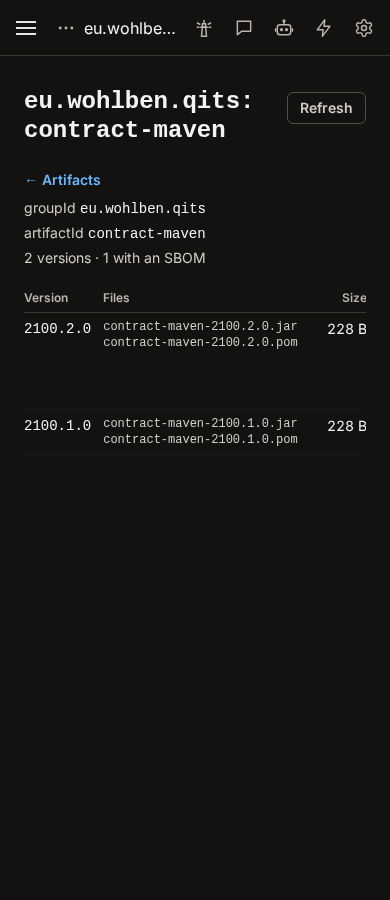 eu.wohlbe...
eu.wohlben.qits:
contract-maven
Refresh
← Artifacts
groupId eu.wohlben.qits
artifactId contract-maven
2 versions · 1 with an SBOM
Version Files Size
2100.2.0 contract-maven-2100.2.0.jar 228 B
contract-maven-2100.2.0.pom
2100.1.0 contract-maven-2100.1.0.jar 228 B
contract-maven-2100.1.0.pom